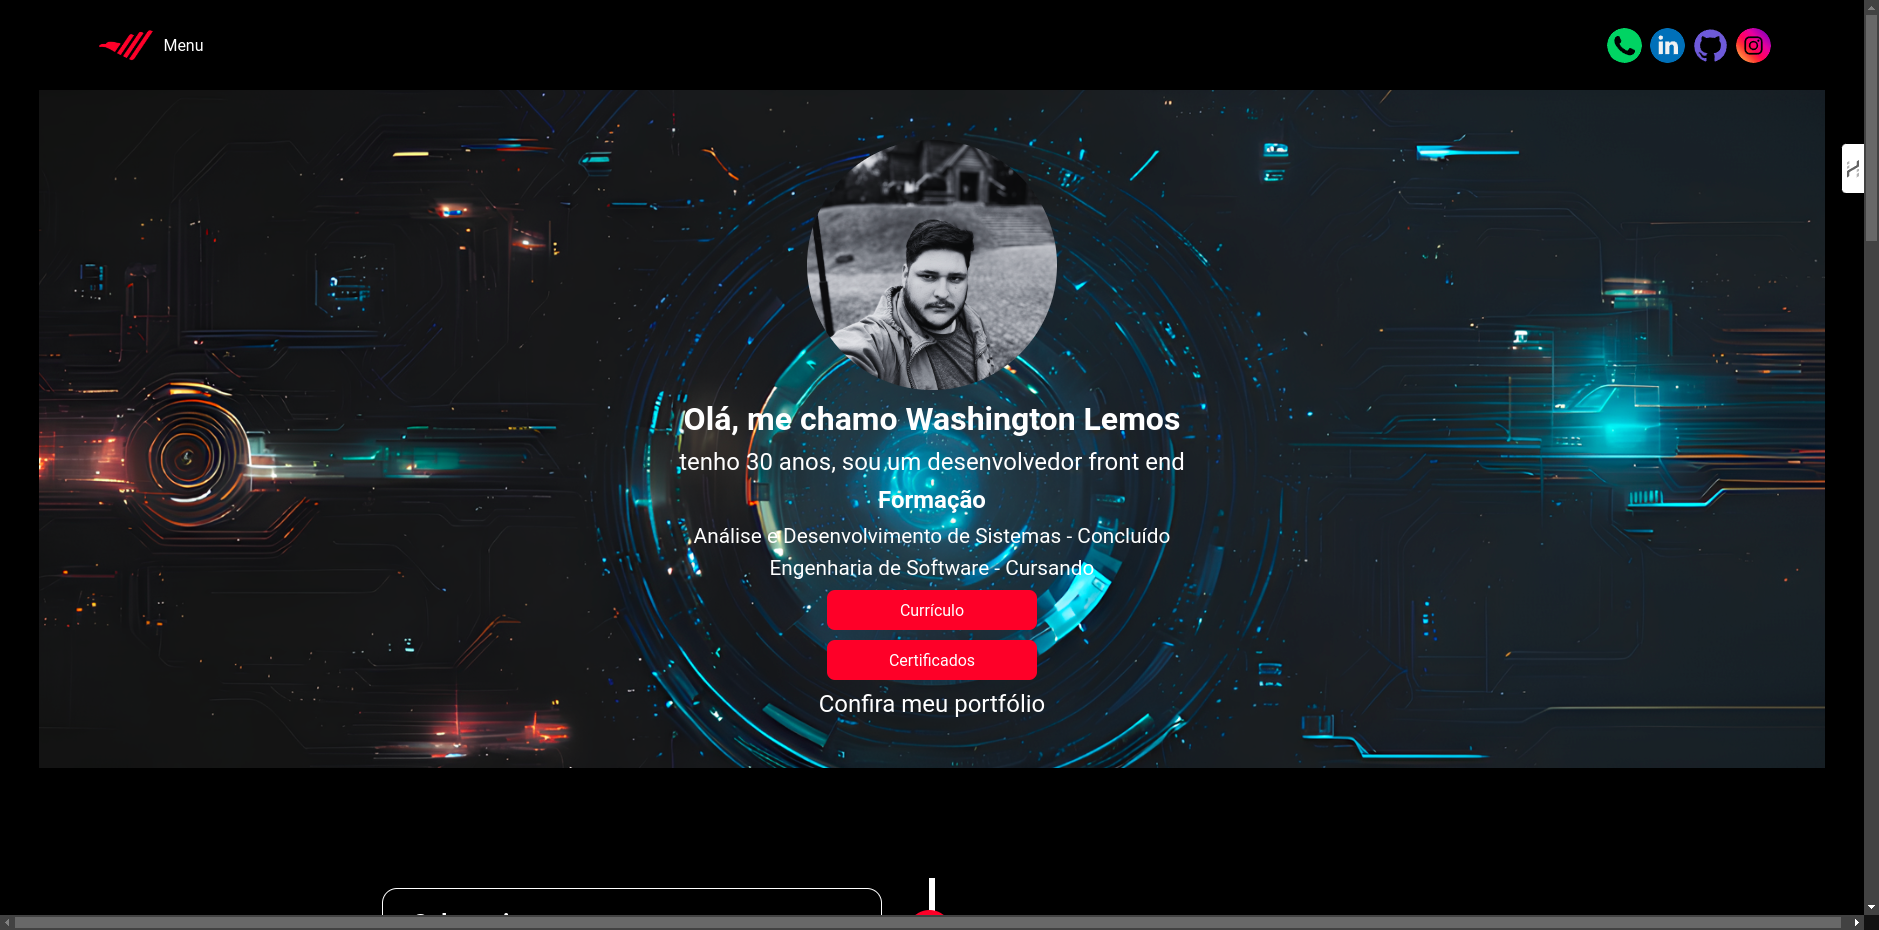 Menu
Olá, me chamo Washington Lemos
tenho 30 anos, sou um desenvolvedor front end
Formação
Análise e Desenvolvimento de Sistemas - Concluído
Engenharia de Software - Cursando
Currículo
Certificados
Confira meu portfólio